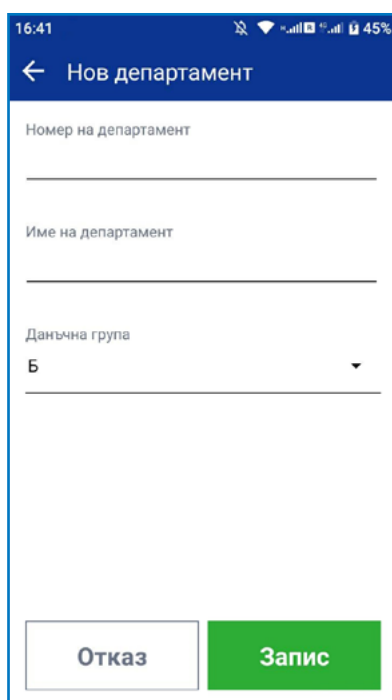 16:41 45%
Нов департамент
Номер на департамент
Име на департамент
Данъчна група
Б
Отказ Запис